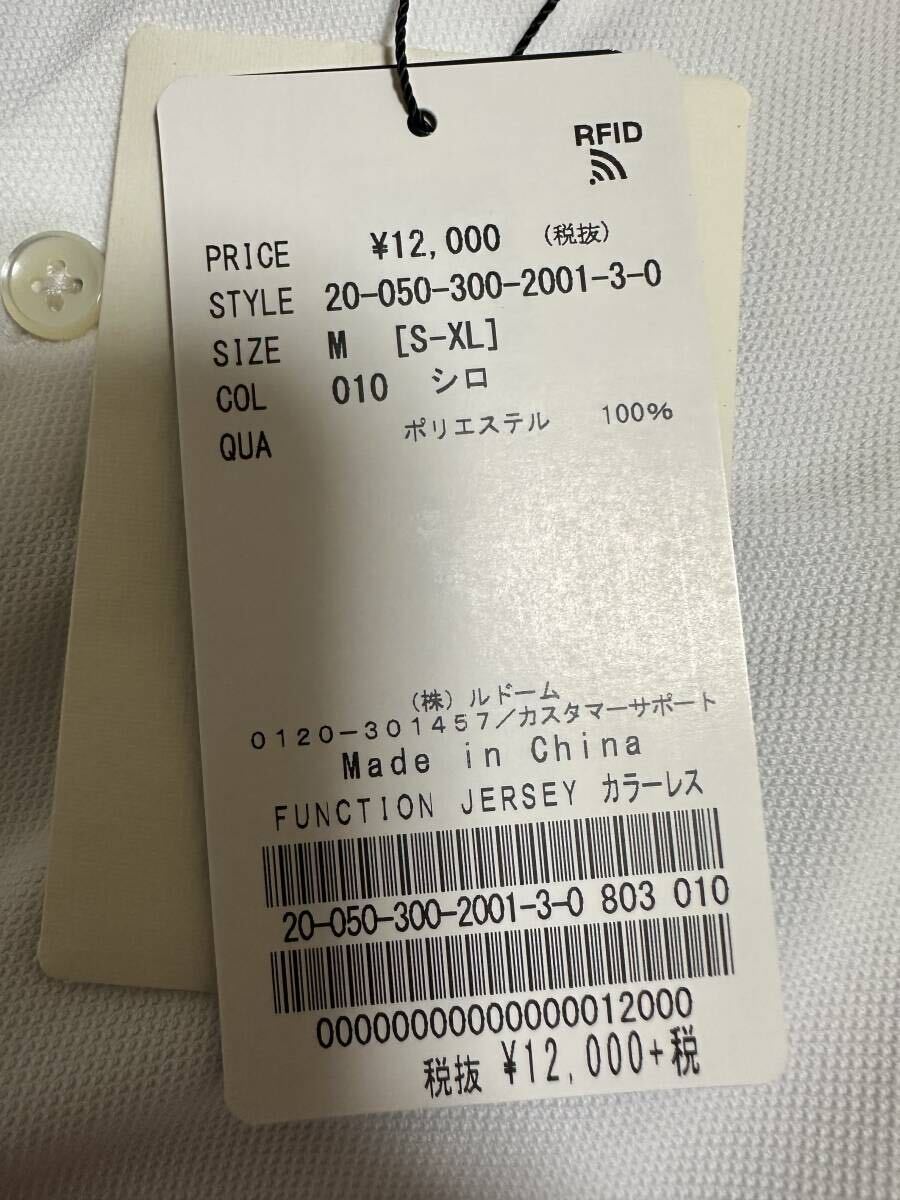 RFID
PRICE ¥12,000 (税抜)
STYLE 20-050-300-2001-3-0
SIZE M [S-XL]
COL 010 シロ
QUA ポリエステル 100%
(株)ルドーム
0120-301457/カスタマーサポート
Made in China
FUNCTION JERSEY カラーレス
20-050-300-2001-3-0 803 010
00000000000000012000
税抜 ¥12,000+税